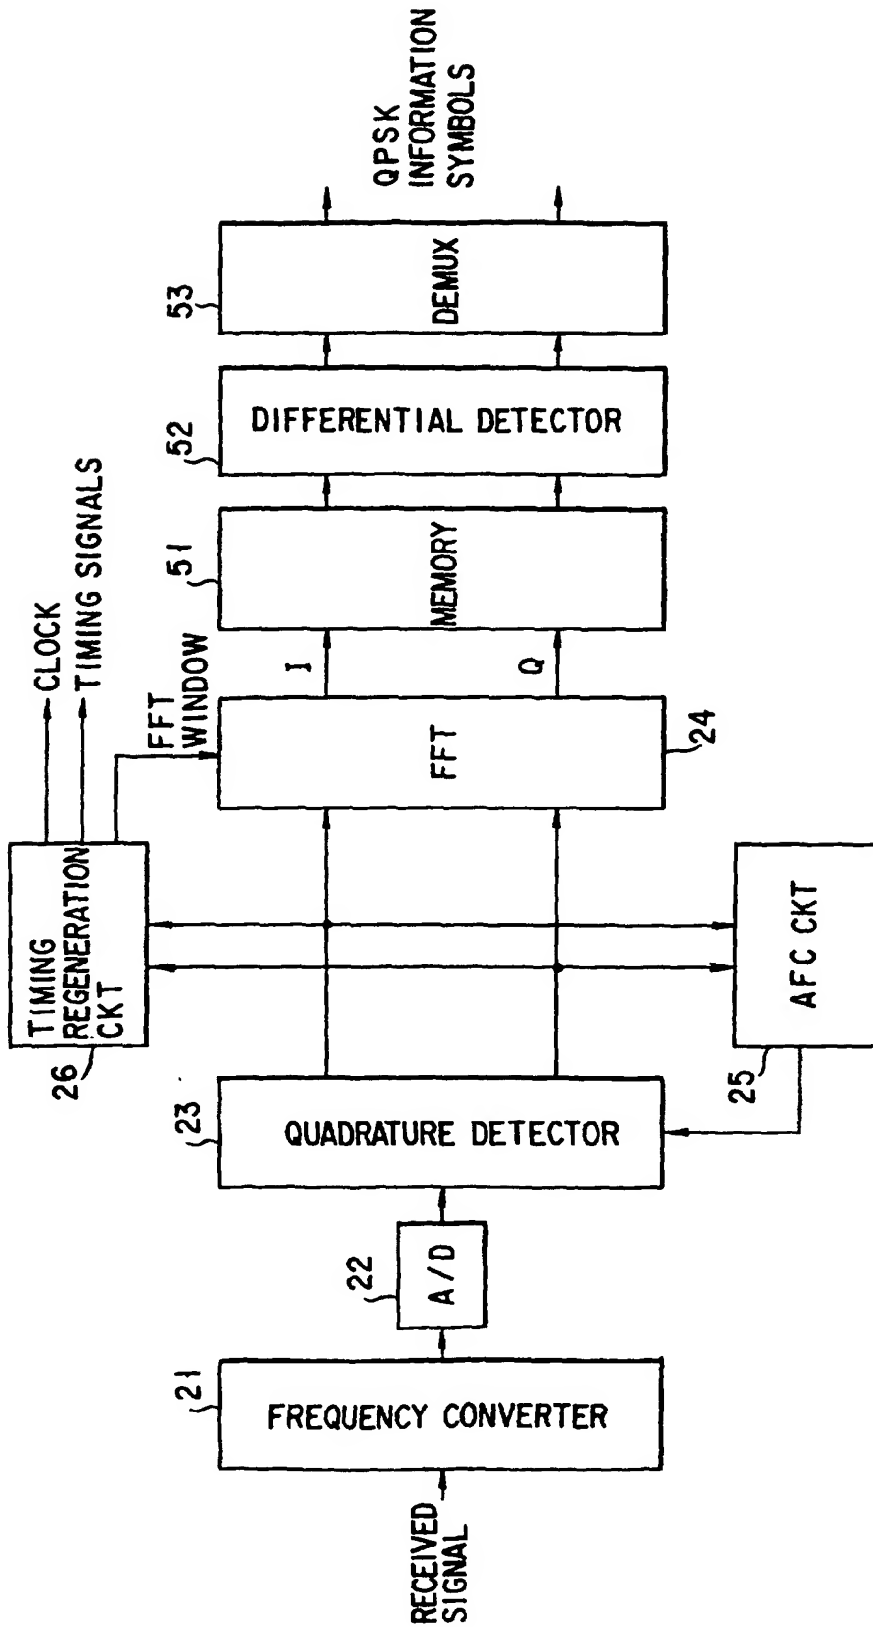 RECEIVED
SIGNAL
21
FREQUENCY CONVERTER
22
A/D
23
QUADRATURE DETECTOR
TIMING
REGENERATION
CKT
26
CLOCK
TIMING SIGNALS
FFT
WINDOW
25
AFC CKT
FFT
24
I
Q
51
MEMORY
52
DIFFERENTIAL DETECTOR
53
DEMUX
QPSK
INFORMATION
SYMBOLS